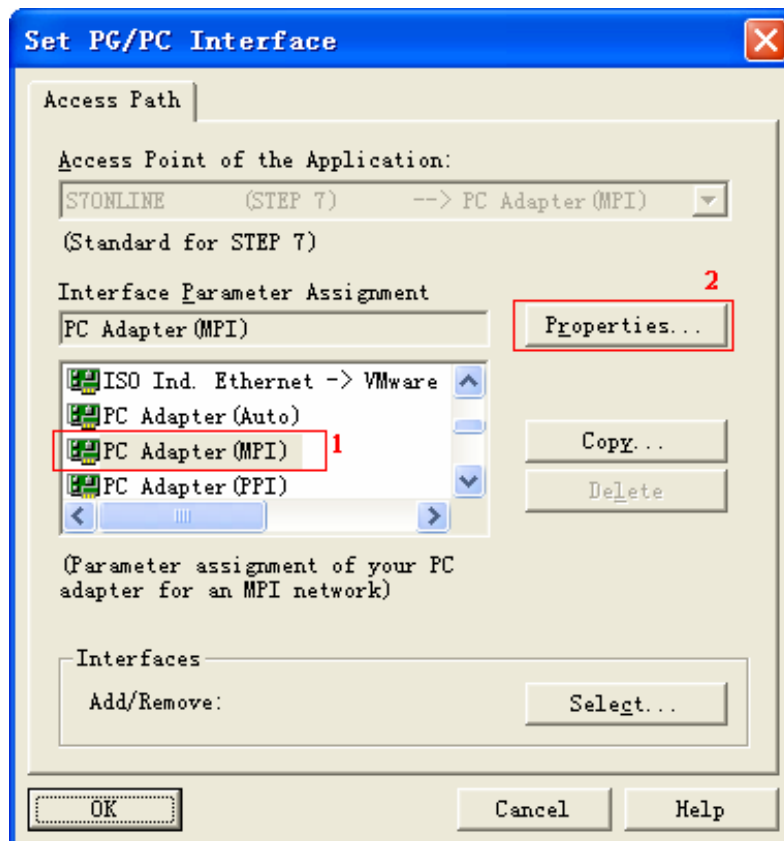 Set PG/PC Interface
Access Path
Access Point of the Application:
S7ONLINE (STEP 7) --> PC Adapter(MPI)
(Standard for STEP 7)
Interface Parameter Assignment
2
PC Adapter(MPI)
Properties...
ISO Ind. Ethernet -> VMware
PC Adapter(Auto)
PC Adapter(MPI)
1
PC Adapter(PPI)
Copy...
Delete
(Parameter assignment of your PC
adapter for an MPI network)
Interfaces
Add/Remove:
Select...
OK
Cancel
Help